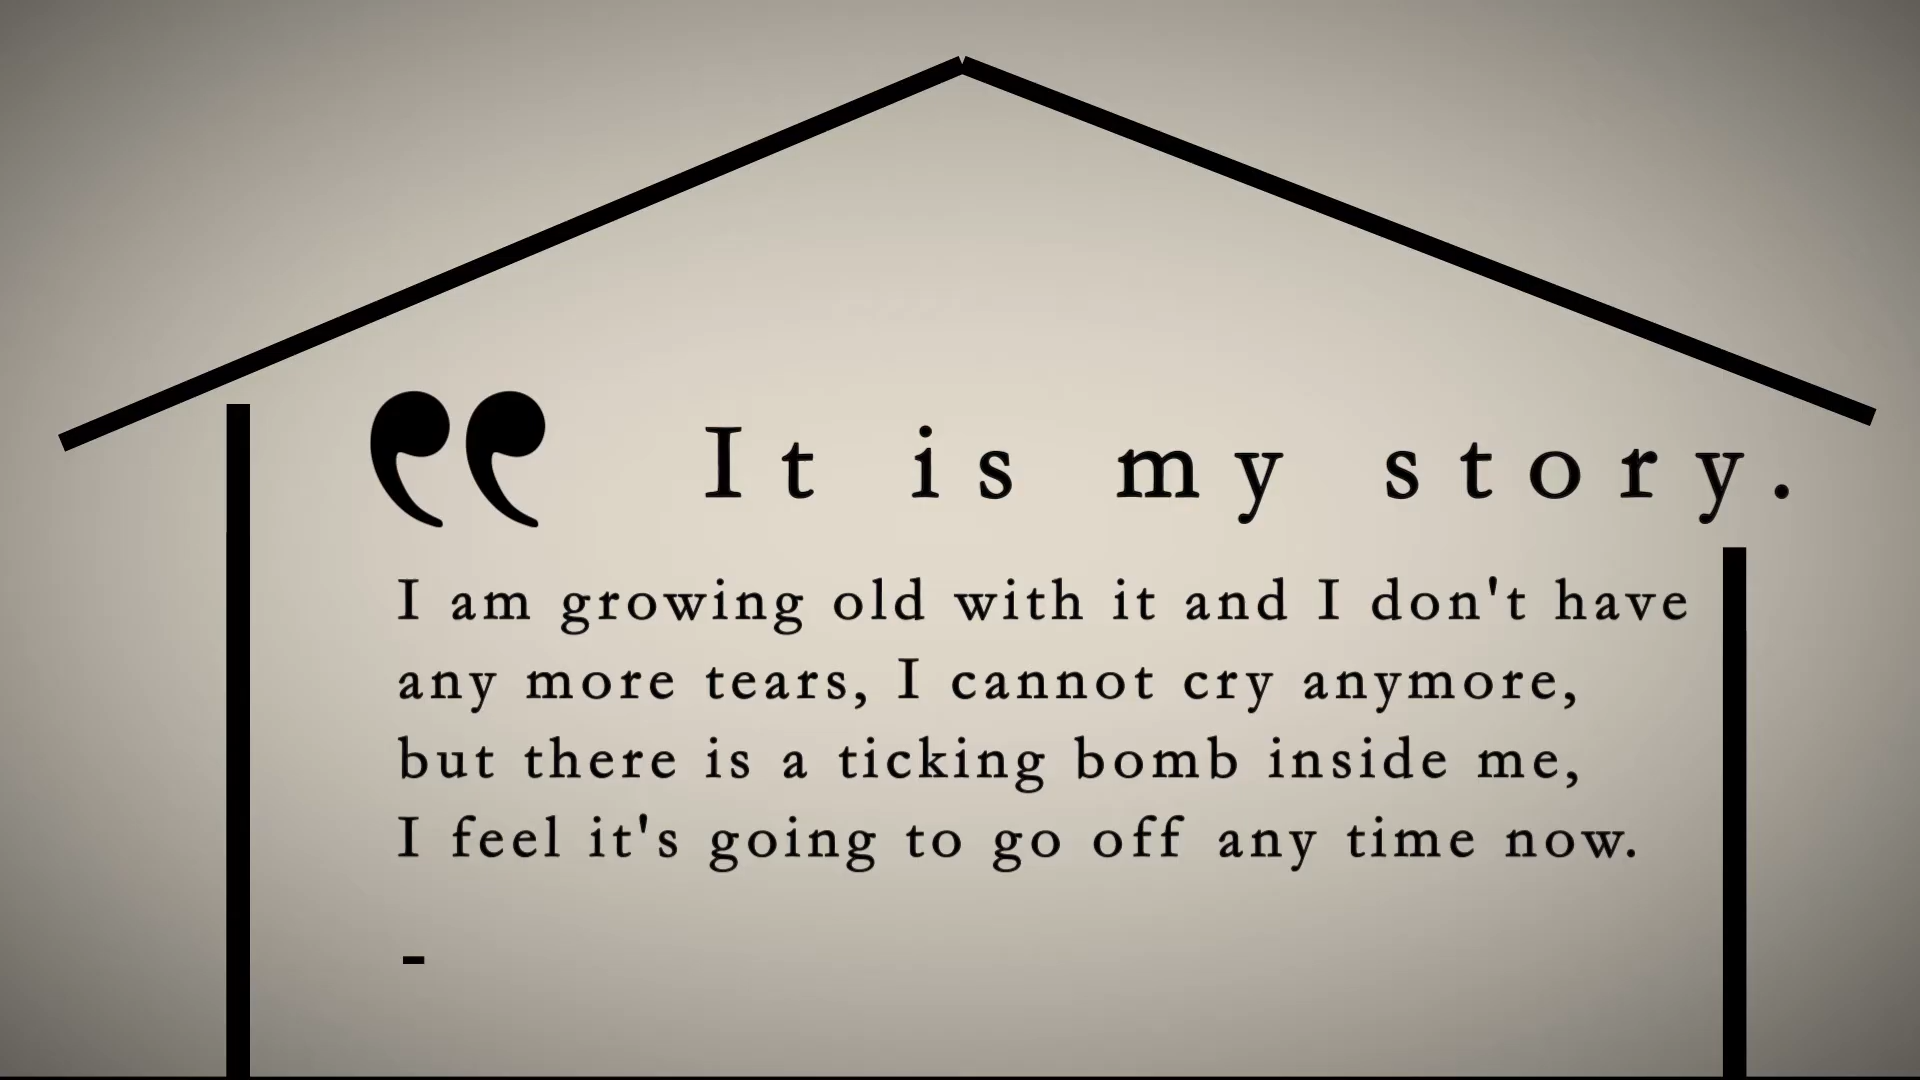 “ It is my story.
I am growing old with it and I don't have
any more tears, I cannot cry anymore,
but there is a ticking bomb inside me,
I feel it's going to go off any time now.
-